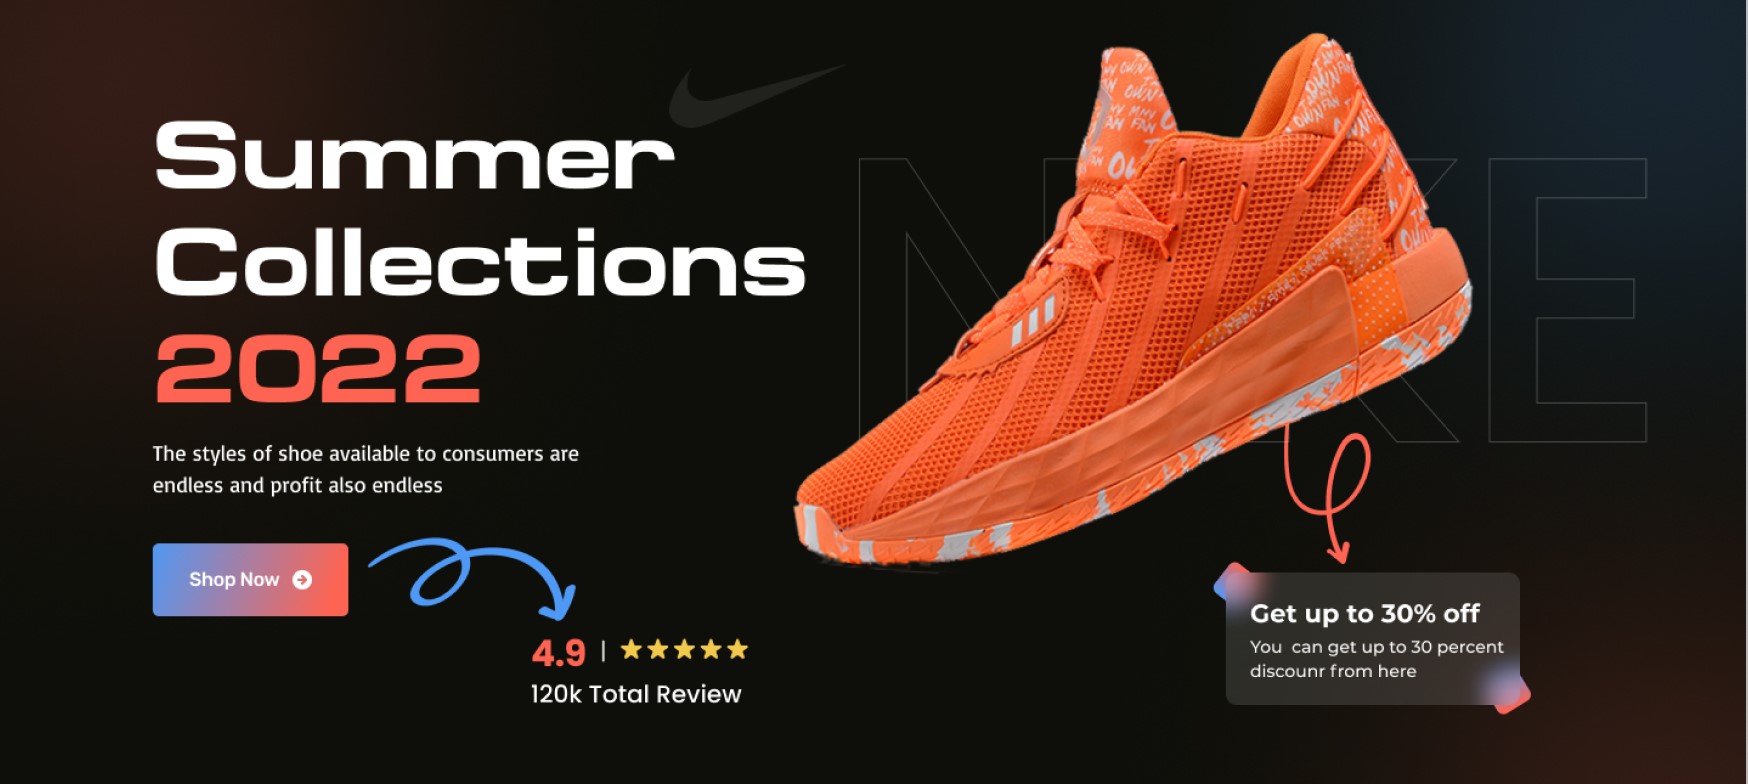 Summer
Collections
2022
The styles of shoe available to consumers are
endless and profit also endless
Shop Now
4.9 |
120k Total Review
NIKE
Get up to 30% off
You  can get up to 30 percent
discounr from here